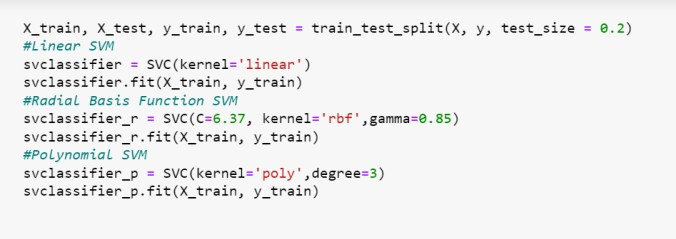 X_train, X_test, y_train, y_test = train_test_split(X, y, test_size = 0.2)
#Linear SVM
svclassifier = SVC(kernel='linear')
svclassifier.fit(X_train, y_train)
#Radial Basis Function SVM
svclassifier_r = SVC(C=6.37, kernel='rbf',gamma=0.85)
svclassifier_r.fit(X_train, y_train)
#Polynomial SVM
svclassifier_p = SVC(kernel='poly',degree=3)
svclassifier_p.fit(X_train, y_train)